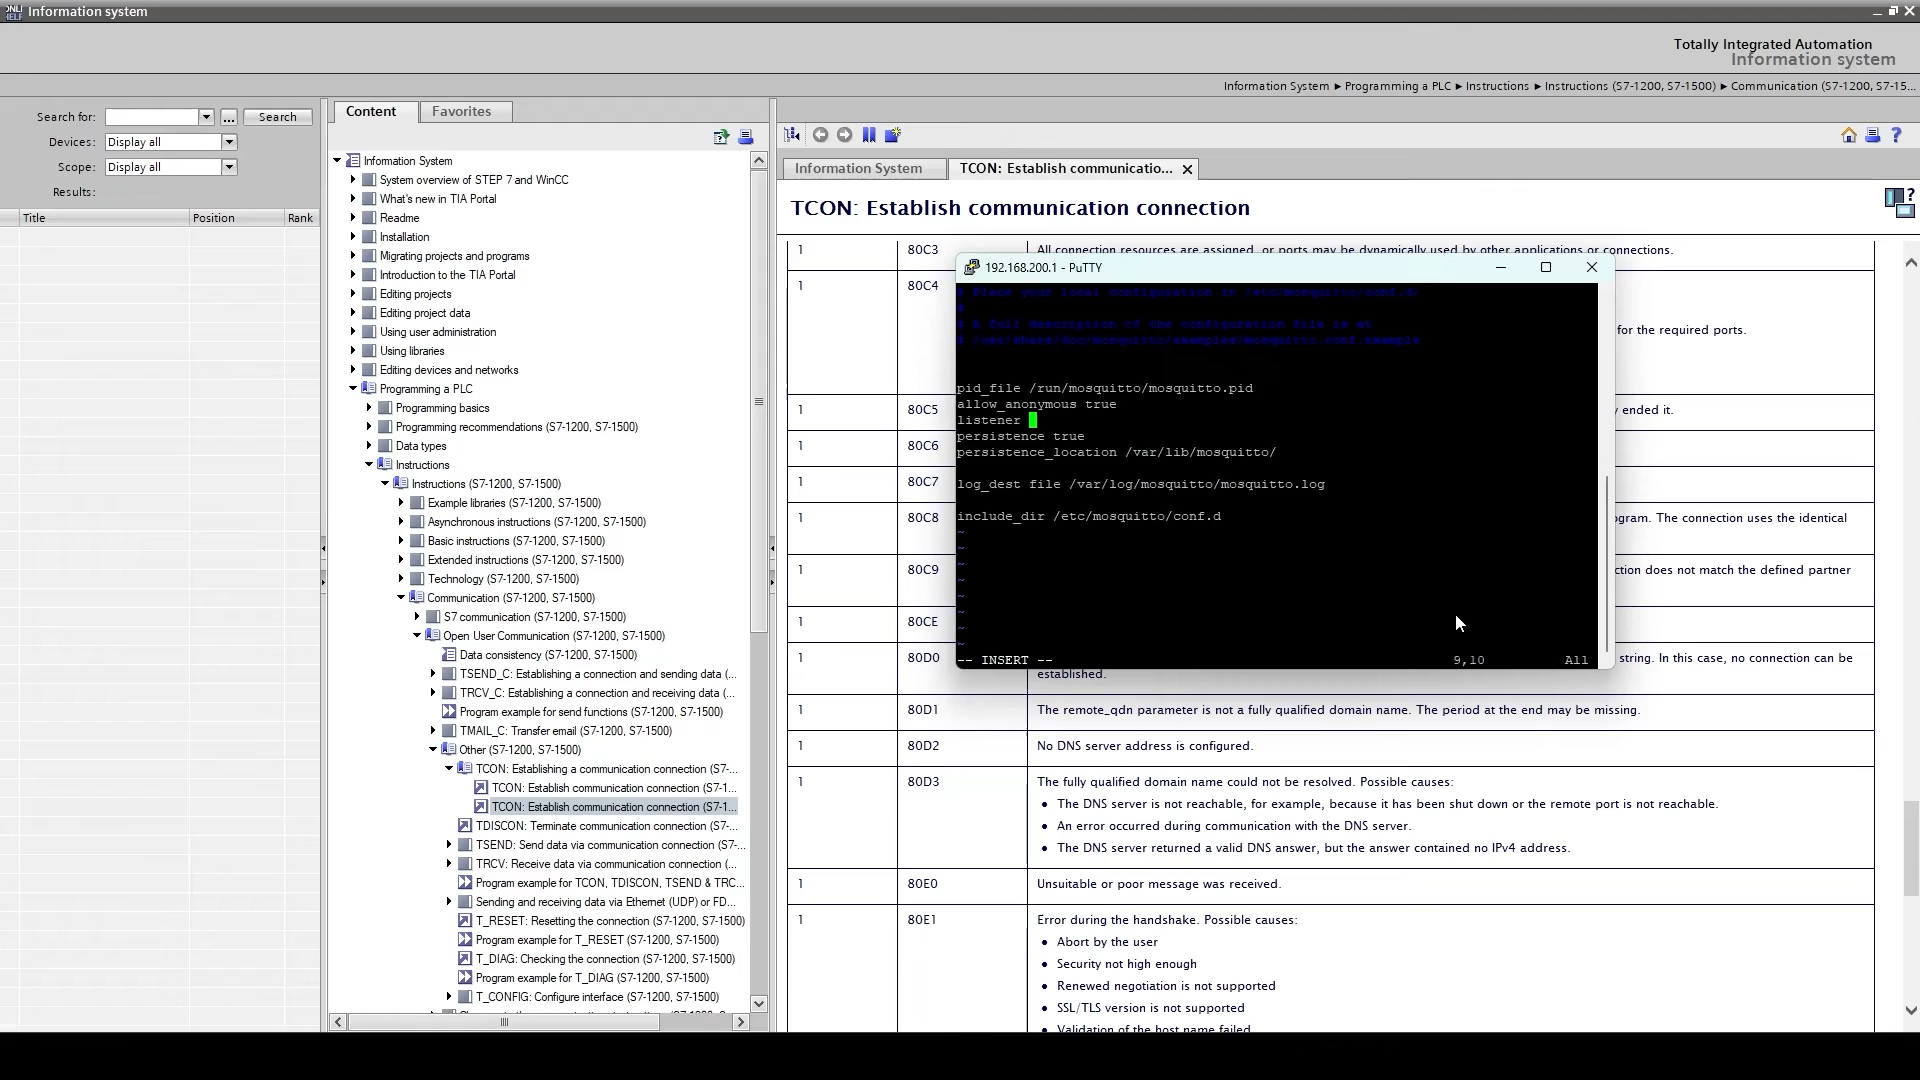 Information system
Totally Integrated Automation
Information system
Information System ► Programming a PLC ► Instructions ► Instructions (S7-1200, S7-1500) ► Communication (S7-1200, S7-15...
Search for:
...
Search
Devices:
Display all
Scope:
Display all
Results:
Title
Position
Rank
Content
Favorites
Information System
System overview of STEP 7 and WinCC
What's new in TIA Portal
Readme
Installation
Migrating projects and programs
Introduction to the TIA Portal
Editing projects
Editing project data
Using user administration
Using libraries
Editing devices and networks
Programming a PLC
Programming basics
Programming recommendations (S7-1200, S7-1500)
Data types
Instructions
Instructions (S7-1200, S7-1500)
Example libraries (S7-1200, S7-1500)
Asynchronous instructions (S7-1200, S7-1500)
Basic instructions (S7-1200, S7-1500)
Extended instructions (S7-1200, S7-1500)
Technology (S7-1200, S7-1500)
Communication (S7-1200, S7-1500)
S7 communication (S7-1200, S7-1500)
Open User Communication (S7-1200, S7-1500)
Data consistency (S7-1200, S7-1500)
TSEND_C: Establishing a connection and sending data (...
TRCV_C: Establishing a connection and receiving data (...
Program example for send functions (S7-1200, S7-1500)
TMAIL_C: Transfer email (S7-1200, S7-1500)
Other (S7-1200, S7-1500)
TCON: Establishing a communication connection (S7-...
TCON: Establish communication connection (S7-1...
TCON: Establish communication connection (S7-1...
TDISCON: Terminate communication connection (S7-...
TSEND: Send data via communication connection (S7-...
TRCV: Receive data via communication connection (...
Program example for TCON, TDISCON, TSEND & TRC...
Sending and receiving data via Ethernet (UDP) or FD...
T_RESET: Resetting the connection (S7-1200, S7-1500)
Program example for T_RESET (S7-1200, S7-1500)
T_DIAG: Checking the connection (S7-1200, S7-1500)
Program example for T_DIAG (S7-1200, S7-1500)
T_CONFIG: Configure interface (S7-1200, S7-1500)
Information System
TCON: Establish communicatio...
TCON: Establish communication connection
1 80C3 All connection resources are assigned, or ports may be dynamically used by other applications or connections.
1 80C4
for the required ports.
1 80C5
ended it.
1 80C6
1 80C7
1 80C8
gram. The connection uses the identical
1 80C9
ction does not match the defined partner
1 80CE
1 80D0
string. In this case, no connection can be
established.
1 80D1 The remote_qdn parameter is not a fully qualified domain name. The period at the end may be missing.
1 80D2 No DNS server address is configured.
1 80D3 The fully qualified domain name could not be resolved. Possible causes:
• The DNS server is not reachable, for example, because it has been shut down or the remote port is not reachable.
• An error occurred during communication with the DNS server.
• The DNS server returned a valid DNS answer, but the answer contained no IPv4 address.
1 80E0 Unsuitable or poor message was received.
1 80E1 Error during the handshake. Possible causes:
• Abort by the user
• Security not high enough
• Renewed negotiation is not supported
• SSL/TLS version is not supported
• Validation of the host name failed
192.168.200.1 - PuTTY
# Place your local configuration in /etc/mosquitto/conf.d/
#
# A full description of the configuration file is at
# /usr/share/doc/mosquitto/examples/mosquitto.conf.example
pid_file /run/mosquitto/mosquitto.pid
allow_anonymous true
listener
persistence true
persistence_location /var/lib/mosquitto/
log_dest file /var/log/mosquitto/mosquitto.log
include_dir /etc/mosquitto/conf.d
~
~
~
~
~
~
~
~
-- INSERT --
9,10
All